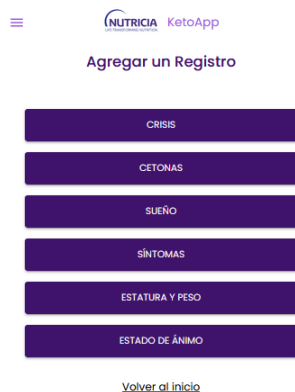 NUTRICIA KetoApp
LIFE-TRANSFORMING NUTRITION
Agregar un Registro
CRISIS
CETONAS
SUEÑO
SÍNTOMAS
ESTATURA Y PESO
ESTADO DE ÁNIMO
Volver al inicio